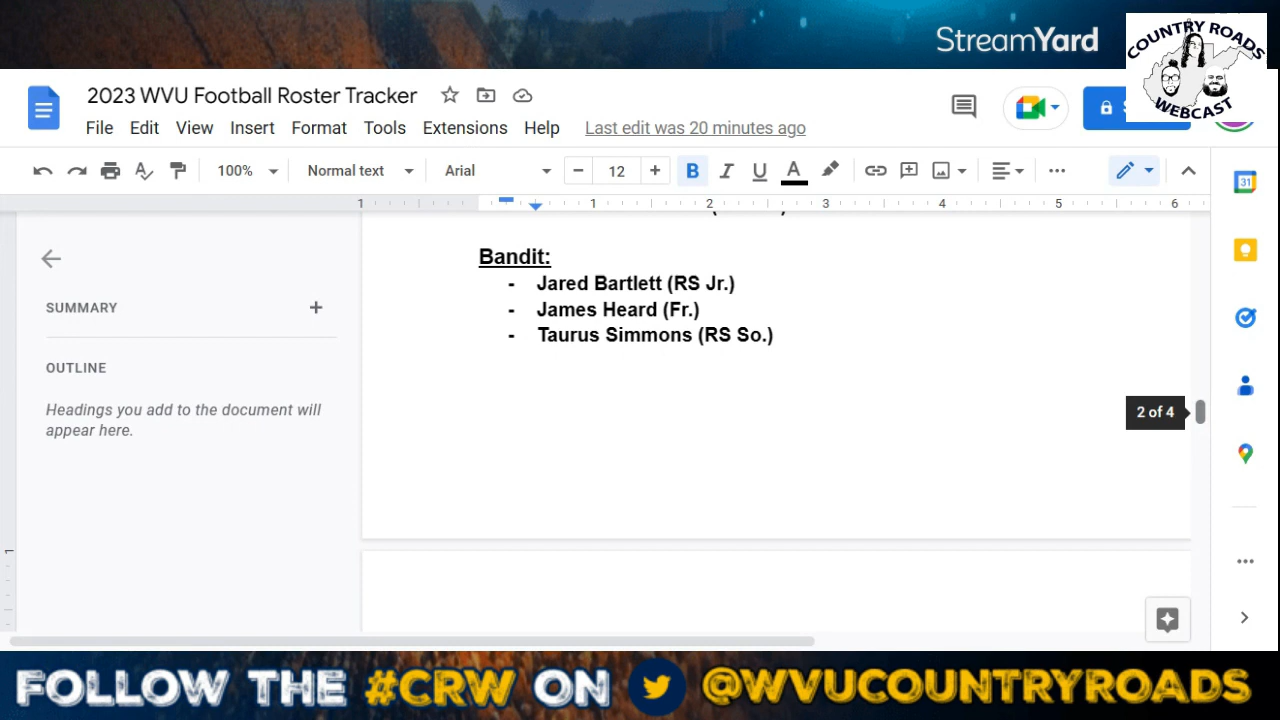 StreamYard
COUNTRY ROADS
WEBCAST
2023 WVU Football Roster Tracker
File Edit View Insert Format Tools Extensions Help Last edit was 20 minutes ago
100% Normal text Arial 12 B I U A
1 1 2 3 4 5 6
31
SUMMARY
OUTLINE
Headings you add to the document will
appear here.
Bandit:
- Jared Bartlett (RS Jr.)
- James Heard (Fr.)
- Taurus Simmons (RS So.)
2 of 4
1
FOLLOW THE #CRW ON @WVUCOUNTRYROADS